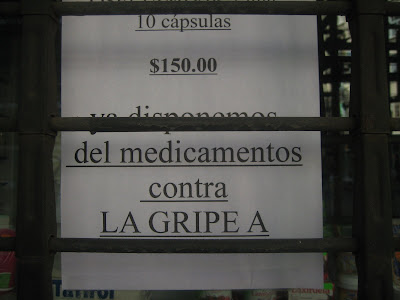 10 cápsulas
$150.00
ya disponemos
del medicamentos
contra
LA GRIPE A